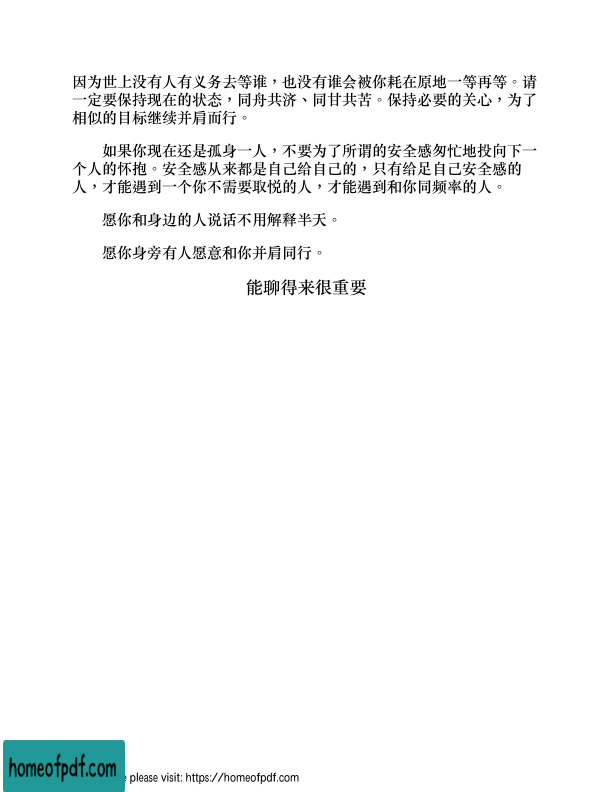 因为世上没有人有义务去等谁，也没有谁会被你耗在原地一等再等。请
一定要保持现在的状态，同舟共济、同甘共苦。保持必要的关心，为了
相似的目标继续并肩而行。
如果你现在还是孤身一人，不要为了所谓的安全感匆忙地投向下一
个人的怀抱。安全感从来都是自己给自己的，只有给足自己安全感的
人，才能遇到一个你不需要取悦的人，才能遇到和你同频率的人。
愿你和身边的人说话不用解释半天。
愿你身旁有人愿意和你并肩同行。
能聊得来很重要
homeofpdf.com
please visit: https://homeofpdf.com